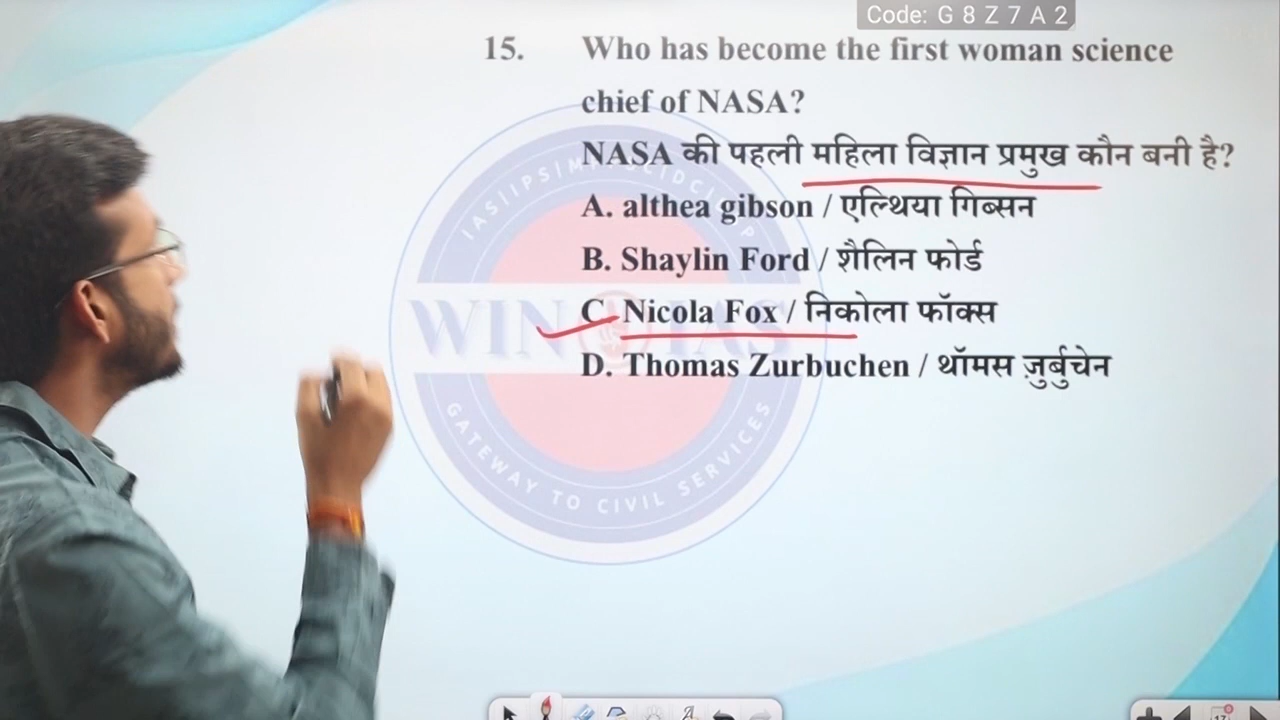 Code: G 8 Z 7 A 2
15. Who has become the first woman science
chief of NASA?
NASA की पहली महिला विज्ञान प्रमुख कौन बनी है?
A. althea gibson / एल्थिया गिब्सन
B. Shaylin Ford / शैलिन फोर्ड
C. Nicola Fox / निकोला फॉक्स
D. Thomas Zurbuchen / थॉमस ज़ुर्बुचेन
WIN IAS
GATEWAY TO CIVIL SERVICES
17